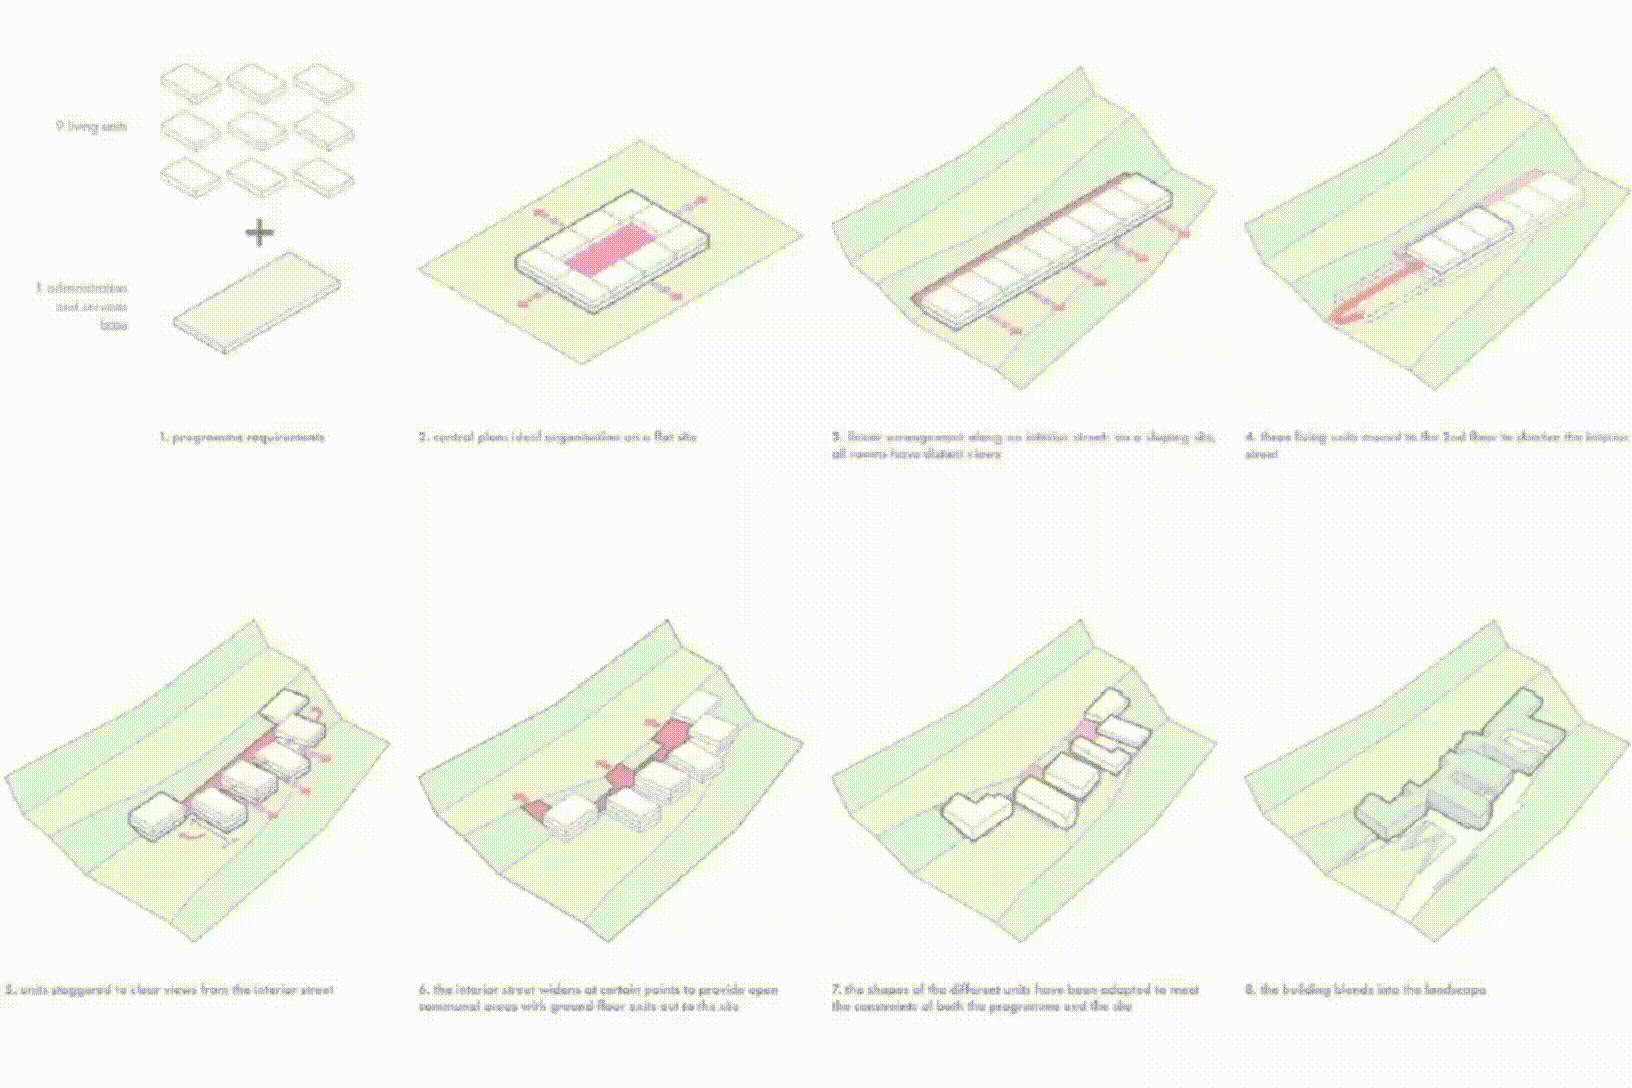 9 living units
+
1 administration
and services
base
1. programme requirements
2. central plan: ideal organisation on a flat site
3. linear arrangement along an interior street: on a sloping site,
all rooms have distant views
4. three living units moved to the 2nd floor to shorten the interior
street
5. units staggered to clear views from the interior street
6. the interior street widens at certain points to provide open
communal areas with ground floor exits out to the site
7. the shapes of the different units have been adapted to meet
the constraints of both the programme and the site
8. the building blends into the landscape